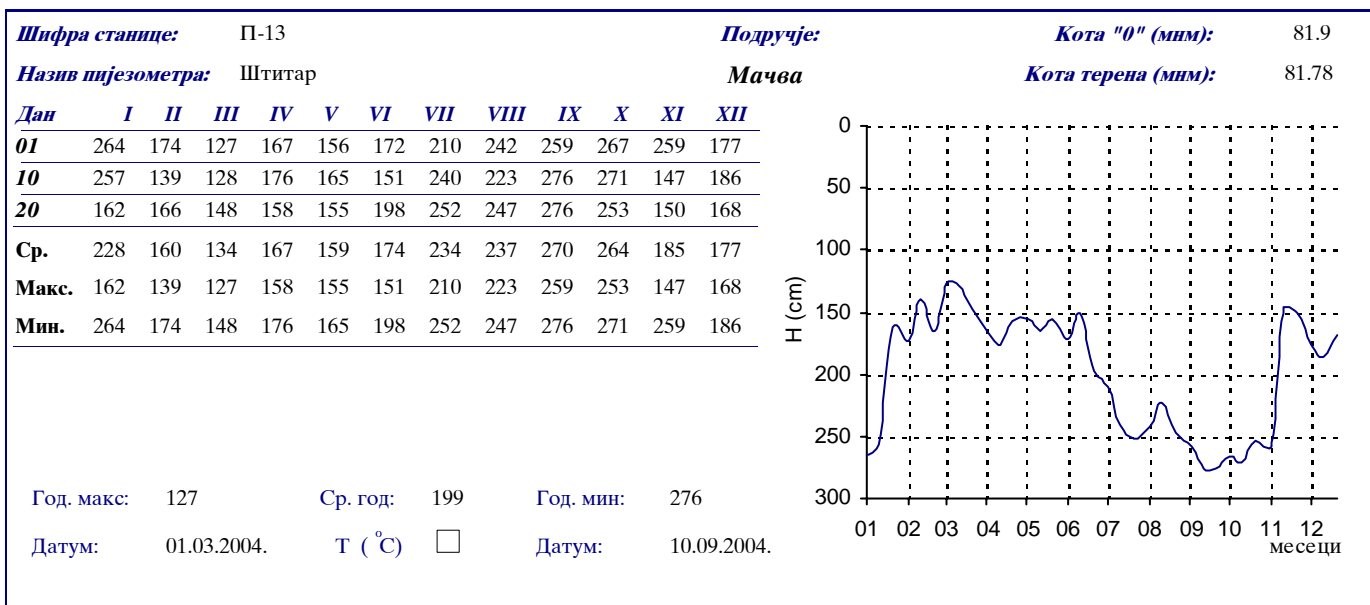 Шифра станице: П-13 Подручје: Кота "0" (мнм): 81.9
Назив пијезометра: Штитар Мачва Кота терена (мнм): 81.78
Дан I II III IV V VI VII VIII IX X XI XII
01 264 174 127 167 156 172 210 242 259 267 259 177
10 257 139 128 176 165 151 240 223 276 271 147 186
20 162 166 148 158 155 198 252 247 276 253 150 168
Ср. 228 160 134 167 159 174 234 237 270 264 185 177
Макс. 162 139 127 158 155 151 210 223 259 253 147 168
Мин. 264 174 148 176 165 198 252 247 276 271 259 186
Год. макс: 127 Ср. год: 199 Год. мин: 276
Датум: 01.03.2004. Т ( °C) Датум: 10.09.2004.
H (cm)
0
50
100
150
200
250
300
01 02 03 04 05 06 07 08 09 10 11 12
месеци